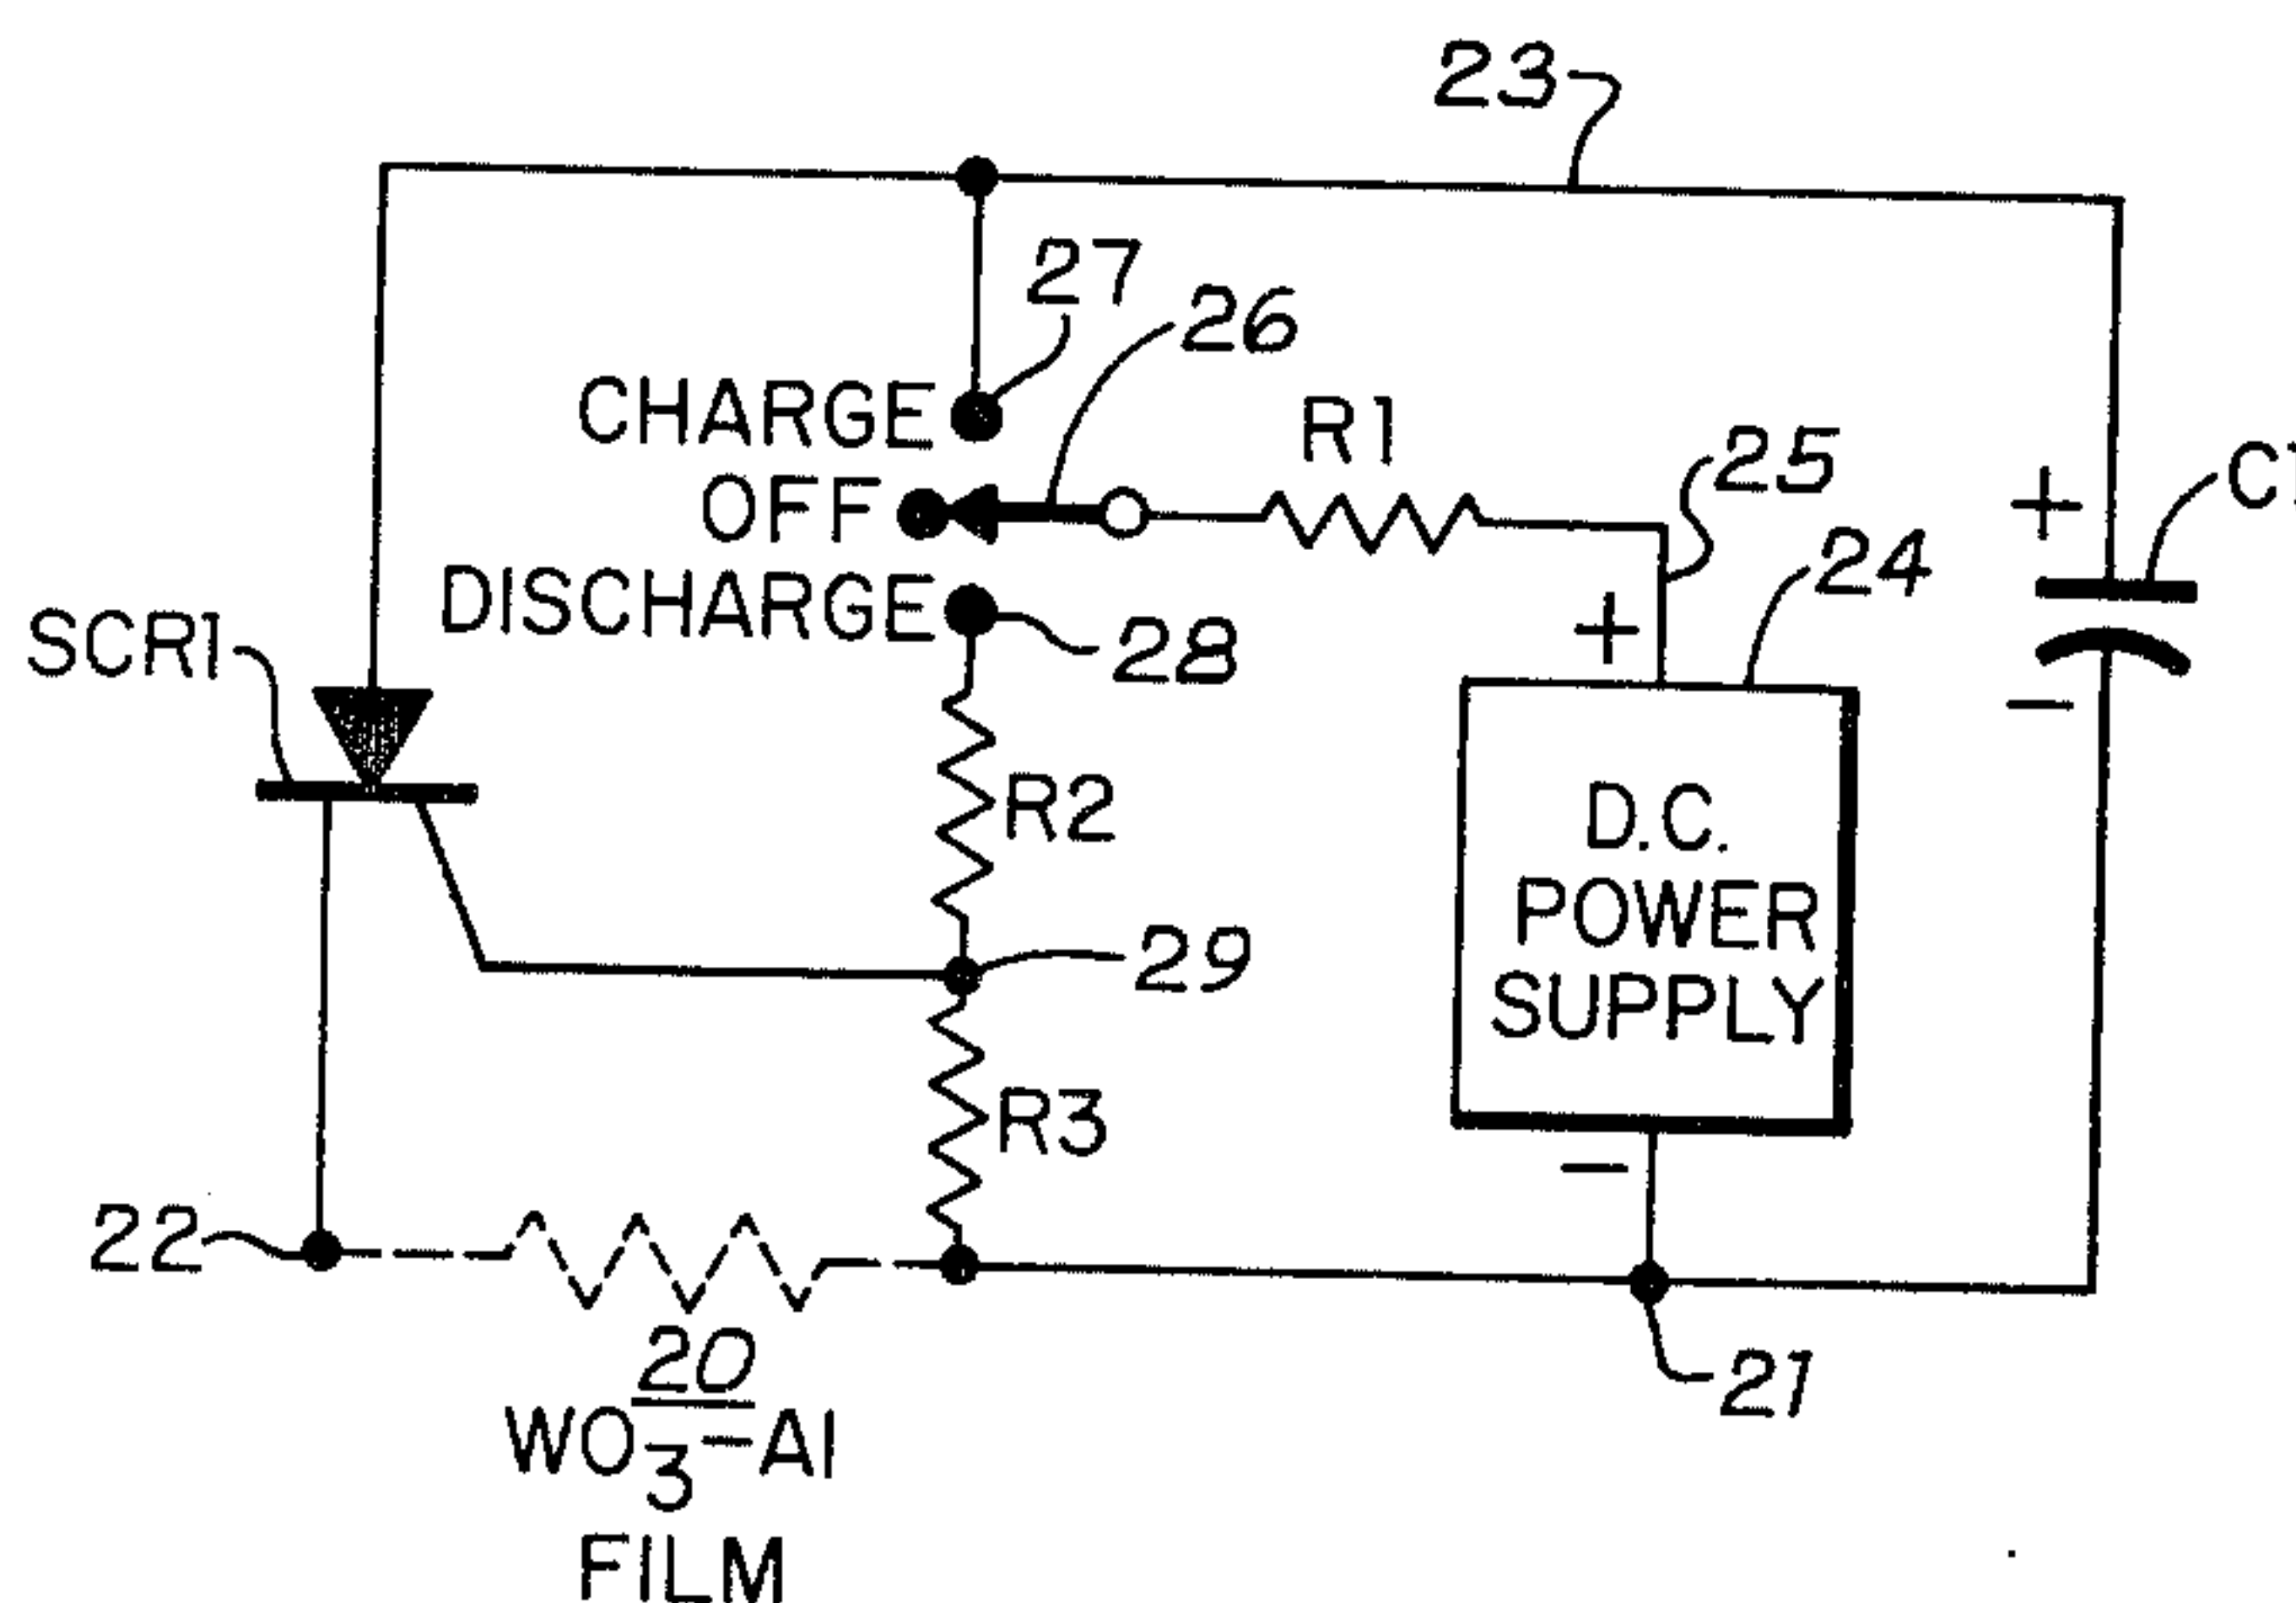 23
27
26
CHARGE
R1
25
C1
OFF
+
24
DISCHARGE
+
SCR1
28
−
R2
D.C.
POWER
SUPPLY
29
R3
−
22
20
21
WO3−Al
FILM